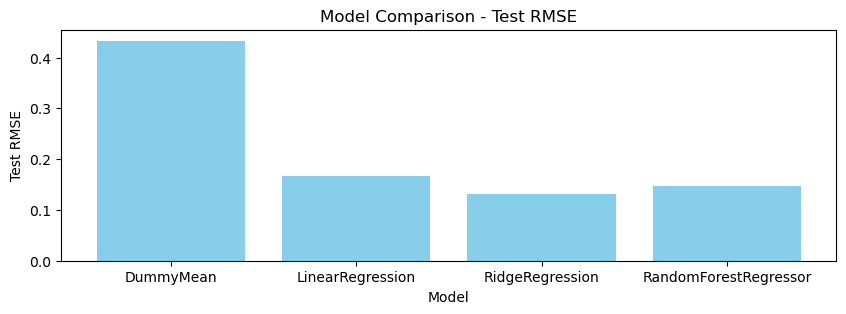 Model Comparison - Test RMSE
Test RMSE
0.4
0.3
0.2
0.1
0.0
DummyMean LinearRegression RidgeRegression RandomForestRegressor
Model